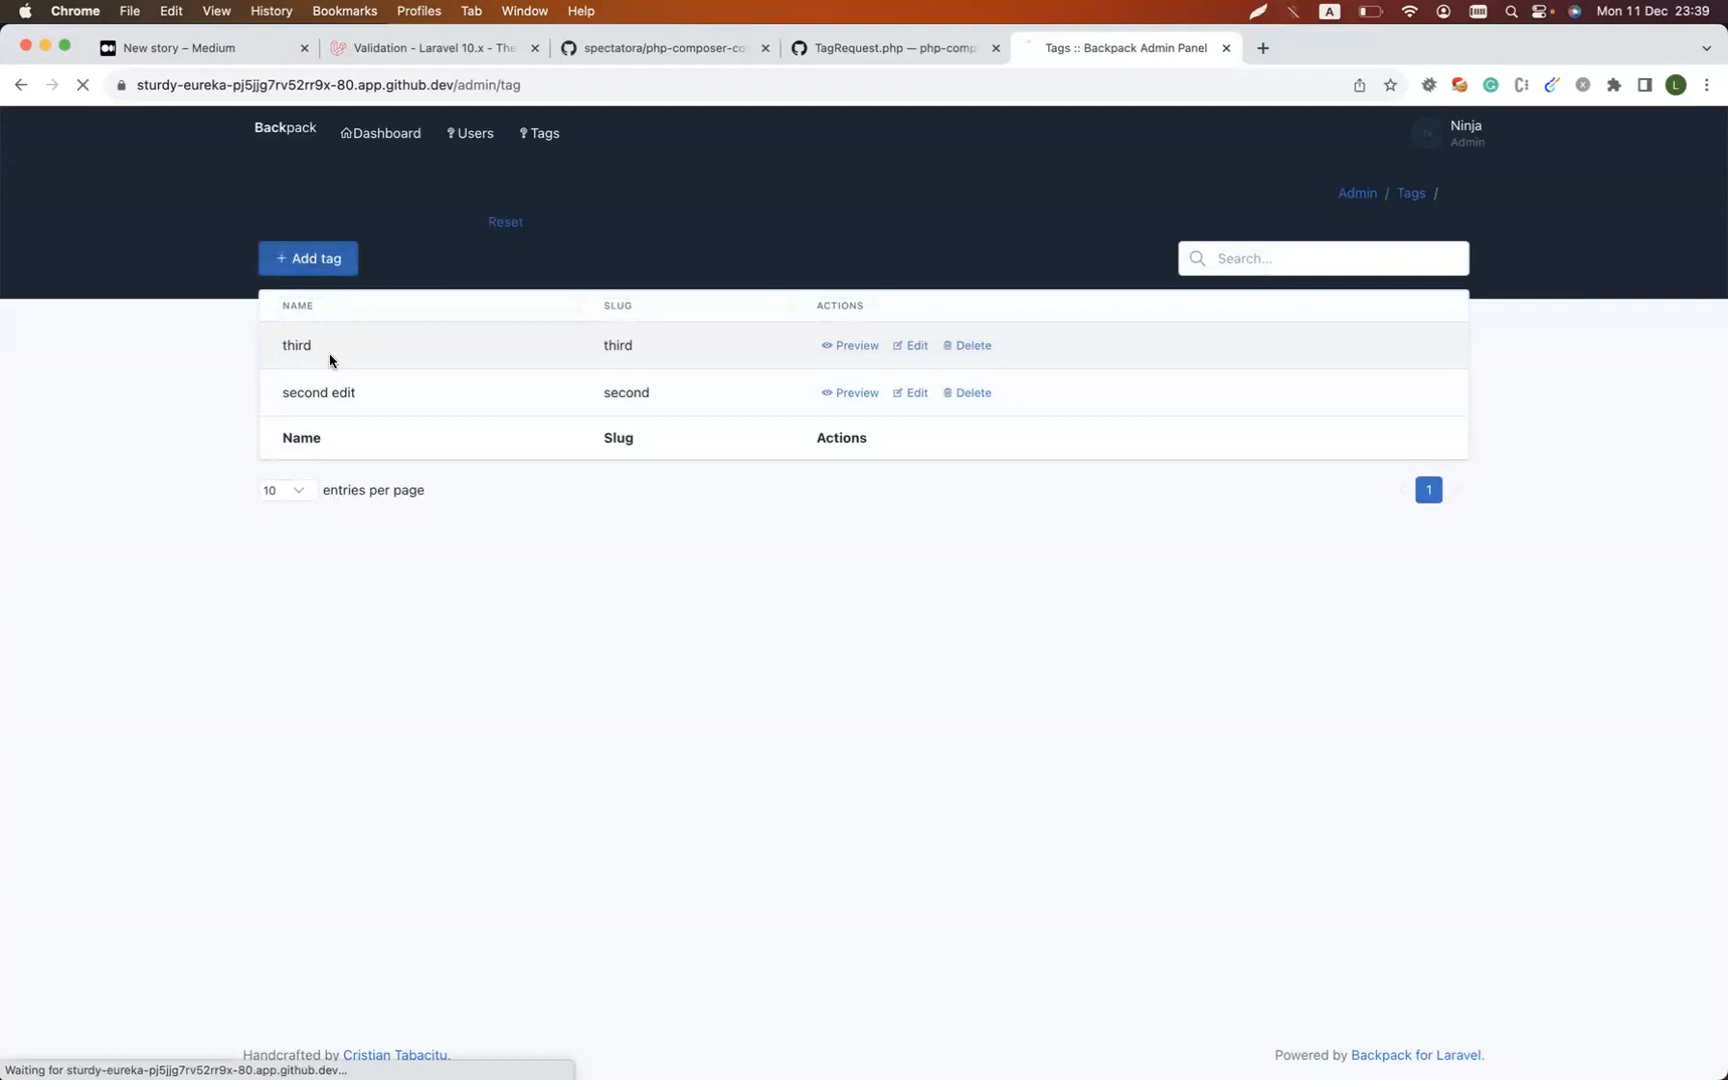 Chrome File Edit View History Bookmarks Profiles Tab Window Help A Mon 11 Dec 23:39
New story – Medium Validation - Laravel 10.x - The spectatora/php-composer-co TagRequest.php — php-comp Tags :: Backpack Admin Panel
sturdy-eureka-pj5jjg7rv52rr9x-80.app.github.dev/admin/tag L
Backpack Dashboard Users Tags N Ninja
Admin
Admin / Tags /
Reset
+ Add tag Search...
NAME SLUG ACTIONS
third third Preview Edit Delete
second edit second Preview Edit Delete
Name Slug Actions
10 entries per page 1
Handcrafted by Cristian Tabacitu. Powered by Backpack for Laravel.
Waiting for sturdy-eureka-pj5jjg7rv52rr9x-80.app.github.dev...